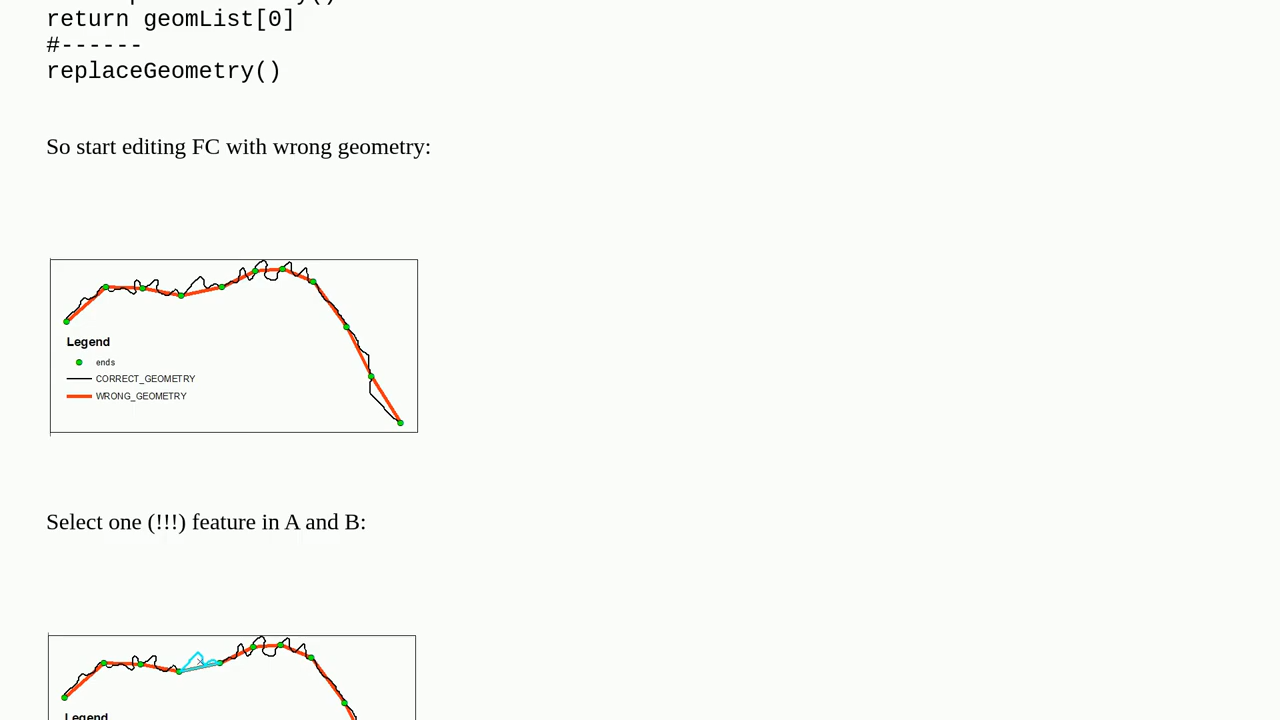 return geomList[0]
#------
replaceGeometry()
So start editing FC with wrong geometry:
Legend
ends
CORRECT_GEOMETRY
WRONG_GEOMETRY
Select one (!!!) feature in A and B:
Legend